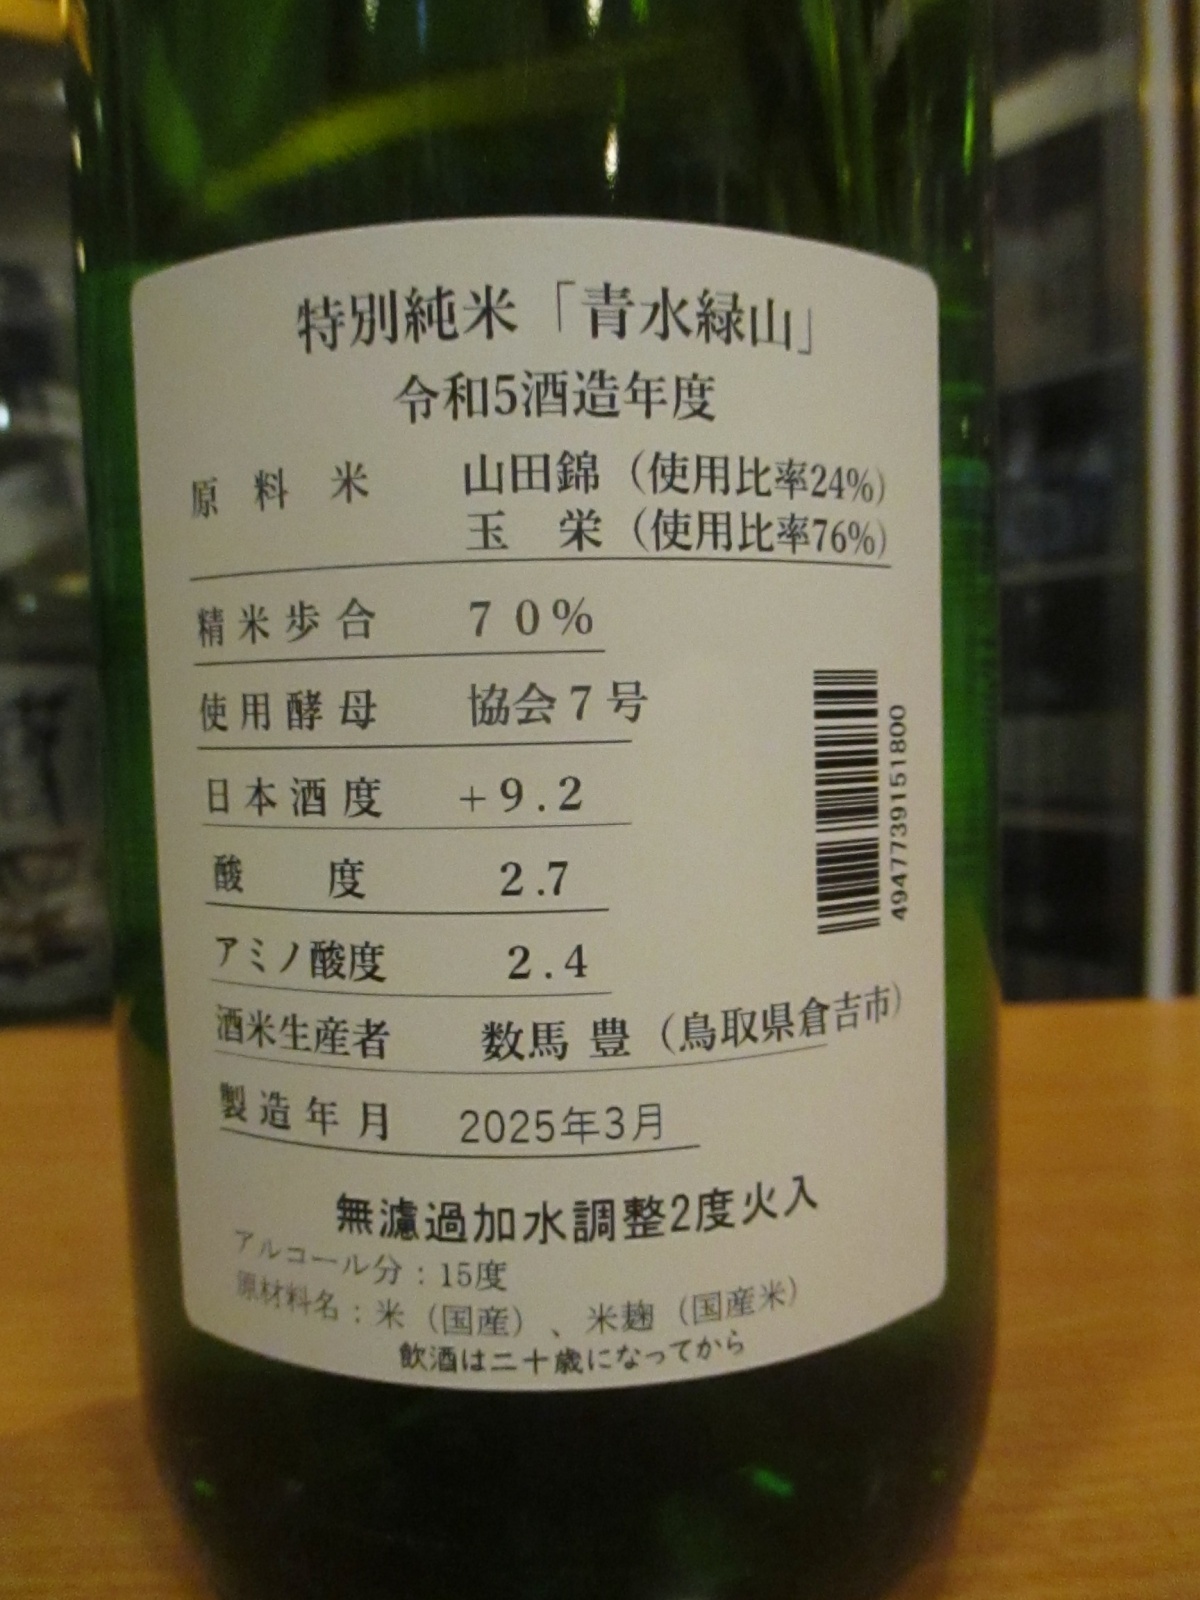 特別純米「青水緑山」
令和5酒造年度
原料米 山田錦（使用比率24%）
玉 栄（使用比率76%）
精米歩合 70%
使用酵母 協会7号
日本酒度 +9.2
酸度 2.7
アミノ酸度 2.4
酒米生産者 数馬 豊（鳥取県倉吉市）
製造年月 2025年3月
4947739151800
無濾過加水調整2度火入
アルコール分：15度
原材料名：米（国産）、米麹（国産米）
飲酒は二十歳になってから